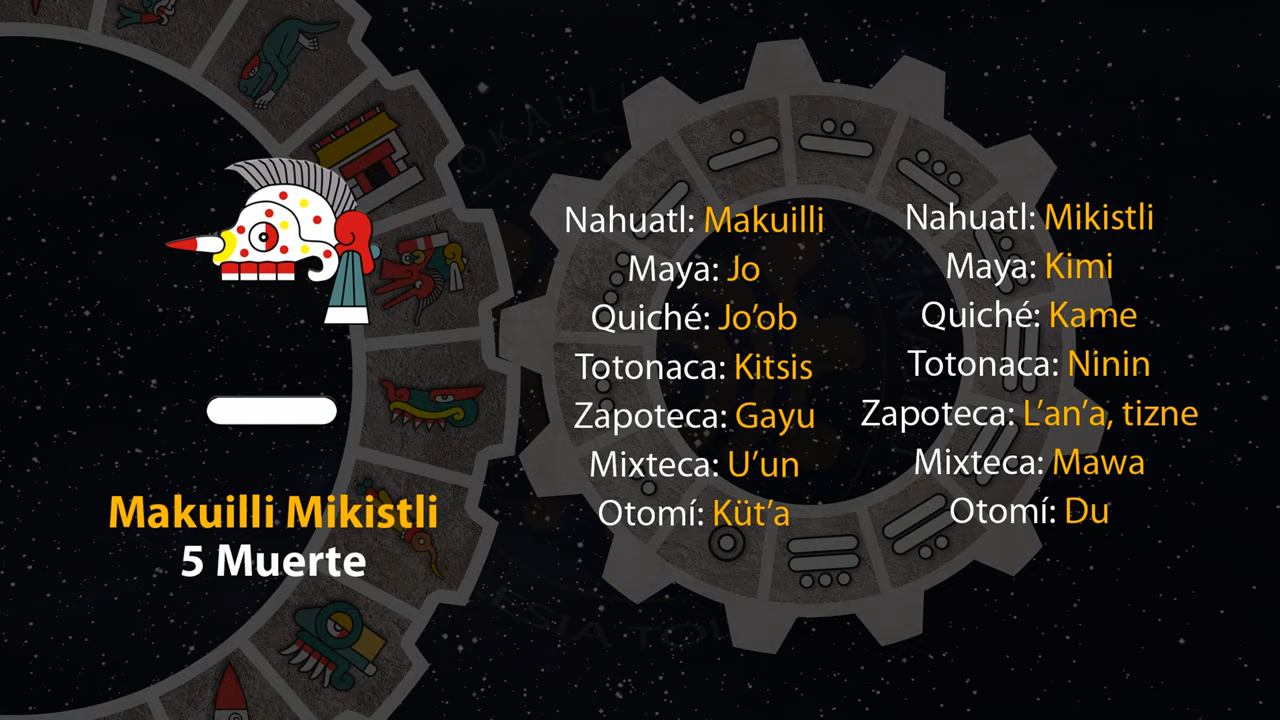 Makuilli Mikistli
5 Muerte
Nahuatl: Makuilli
Maya: Jo
Quiché: Jo’ob
Totonaca: Kitsis
Zapoteca: Gayu
Mixteca: U’un
Otomí: Küt’a
Nahuatl: Mikistli
Maya: Kimi
Quiché: Kame
Totonaca: Ninin
Zapoteca: L’an’a, tizne
Mixteca: Mawa
Otomí: Du